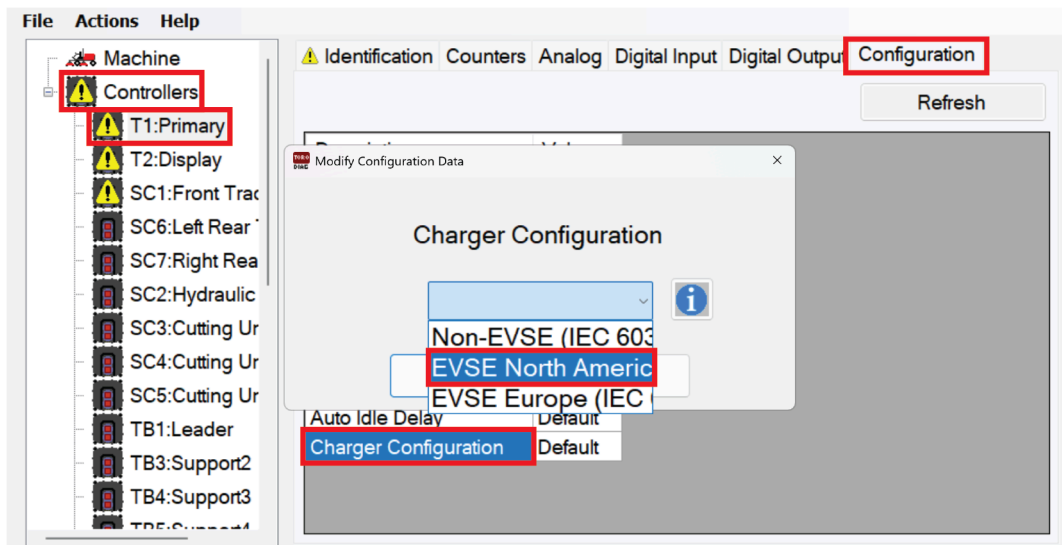 File Actions Help
Machine
Controllers
T1:Primary
T2:Display
SC1:Front Trac
SC6:Left Rear
SC7:Right Rea
SC2:Hydraulic
SC3:Cutting Ur
SC4:Cutting Ur
SC5:Cutting Ur
TB1:Leader
TB3:Support2
TB4:Support3
Identification Counters Analog Digital Input Digital Output Configuration
Refresh
TORO
DIAG
Modify Configuration Data
Charger Configuration
Non-EVSE (IEC 603
EVSE North Americ
EVSE Europe (IEC
Auto Idle Delay Default
Charger Configuration Default